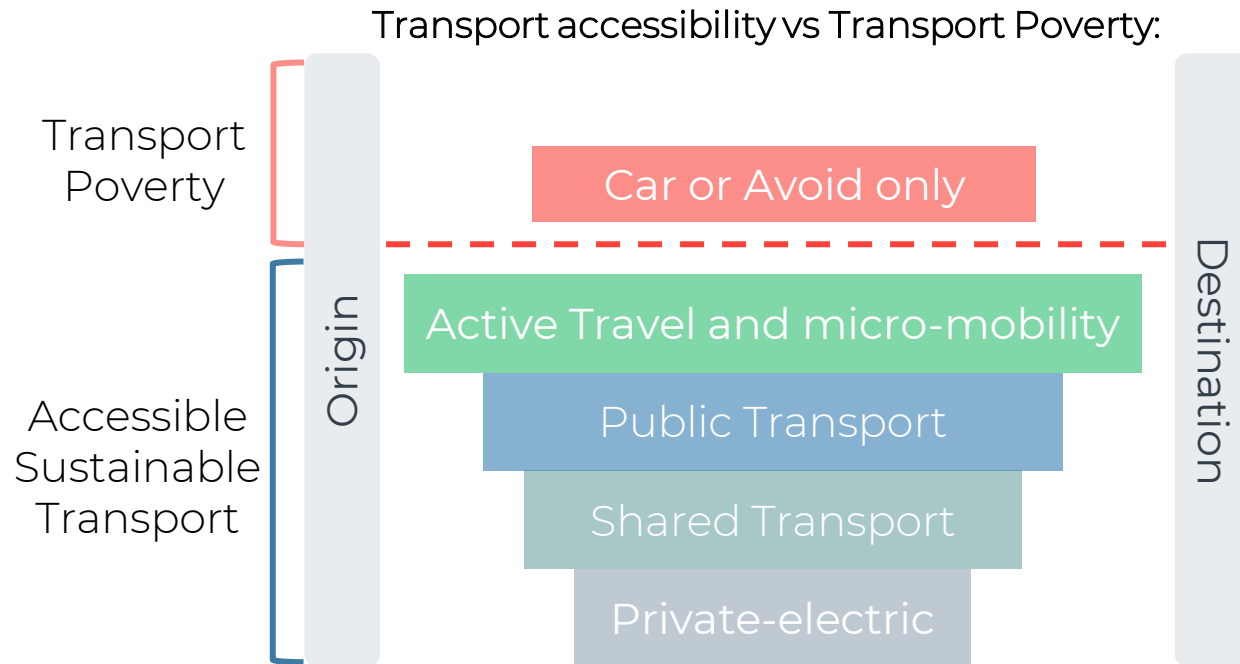 Transport accessibility vs Transport Poverty:
Transport
Poverty
Car or Avoid only
Origin
Destination
Active Travel and micro-mobility
Accessible
Sustainable
Transport
Public Transport
Shared Transport
Private-electric